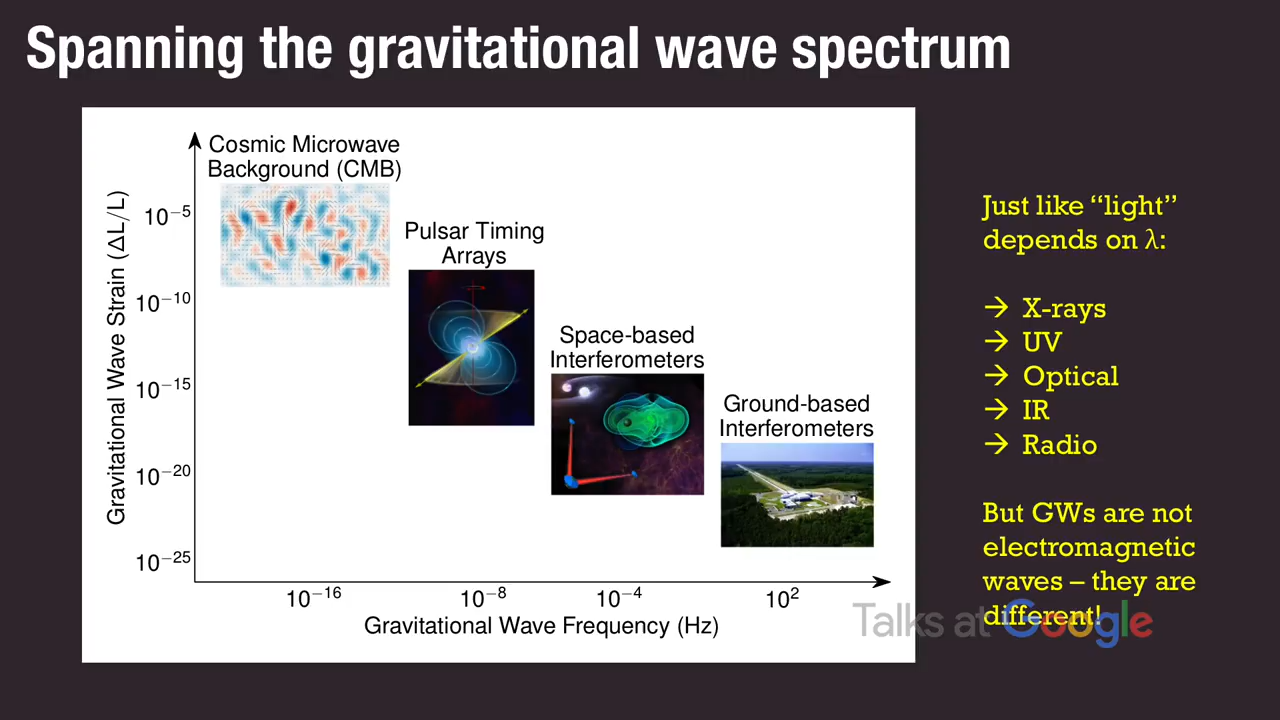 Spanning the gravitational wave spectrum
Cosmic Microwave
Background (CMB)
Pulsar Timing
Arrays
Space-based
Interferometers
Ground-based
Interferometers
Gravitational Wave Strain (ΔL/L)
10⁻⁵
10⁻¹⁰
10⁻¹⁵
10⁻²⁰
10⁻²⁵
10⁻¹⁶
10⁻⁸
10⁻⁴
10²
Gravitational Wave Frequency (Hz)
Just like “light”
depends on λ:
→ X-rays
→ UV
→ Optical
→ IR
→ Radio
But GWs are not
electromagnetic
waves – they are
different!
Talks at Google